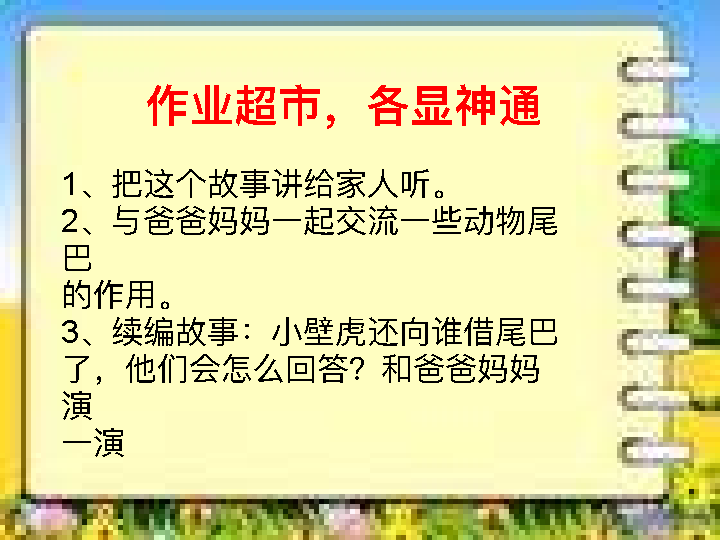 作业超市，各显神通
1、把这个故事讲给家人听。
2、与爸爸妈妈一起交流一些动物尾
巴
的作用。
3、续编故事：小壁虎还向谁借尾巴
了，他们会怎么回答？和爸爸妈妈
演
一演